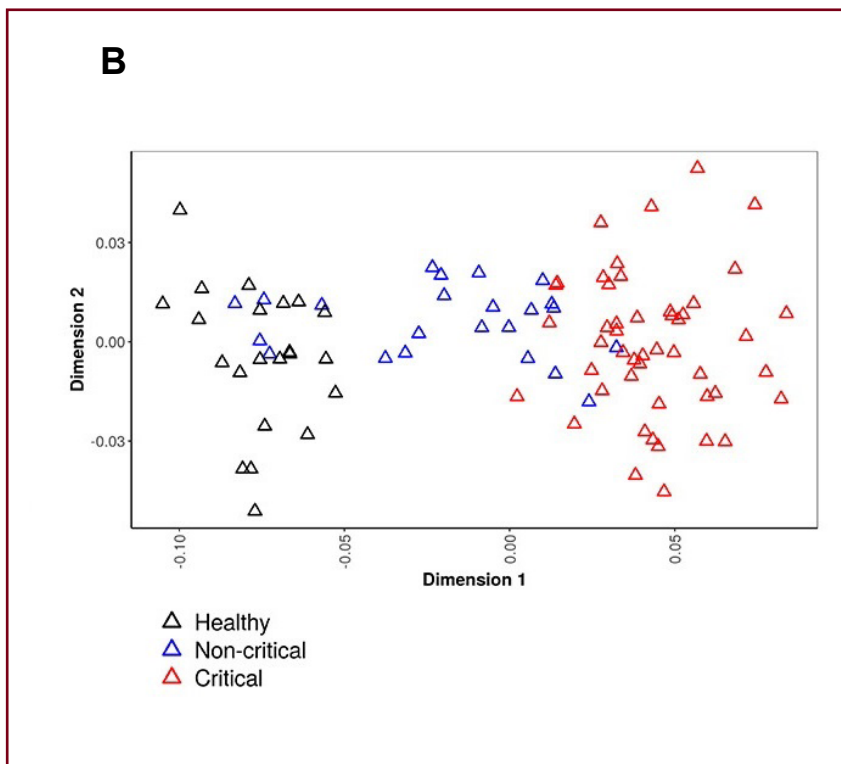 B
Dimension 2
0.03
0.00
-0.03
-0.10
-0.05
0.00
0.05
Dimension 1
Healthy
Non-critical
Critical